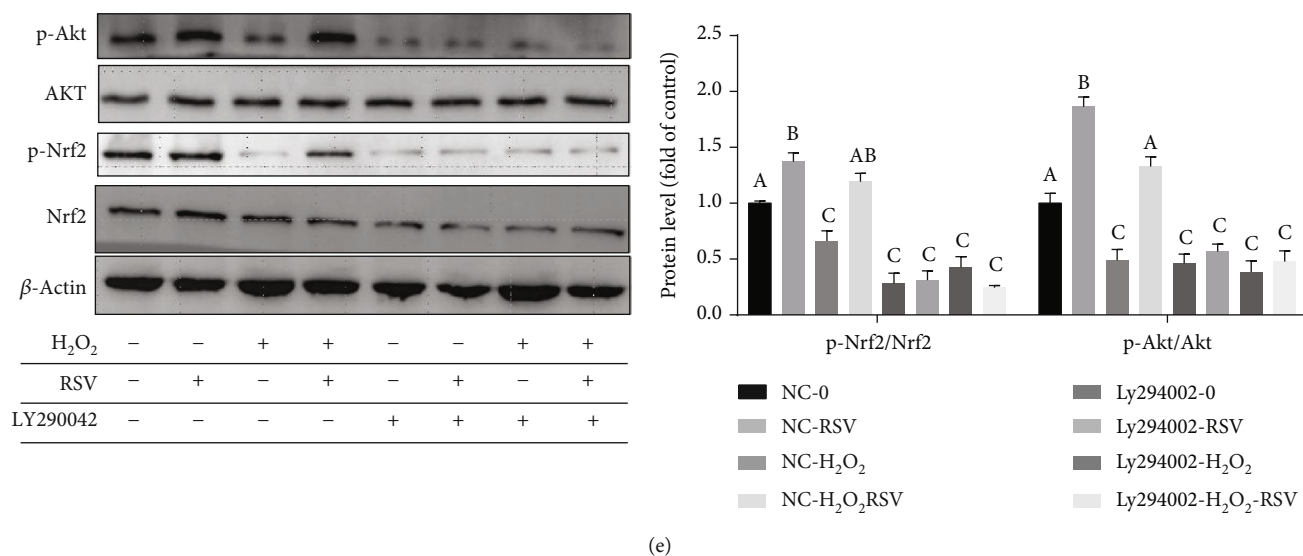 p-Akt
AKT
p-Nrf2
Nrf2
β-Actin
H₂O₂ – – + + – – + +
RSV – + – + – + – +
LY290042 – – – – + + + +
Protein level (fold of control)
2.5
2.0
1.5
1.0
0.5
0.0
A B C AB C C C C
A B C A C C C C
p-Nrf2/Nrf2 p-Akt/Akt
NC-0 Ly294002-0
NC-RSV Ly294002-RSV
NC-H₂O₂ Ly294002-H₂O₂
NC-H₂O₂RSV Ly294002-H₂O₂-RSV
(e)